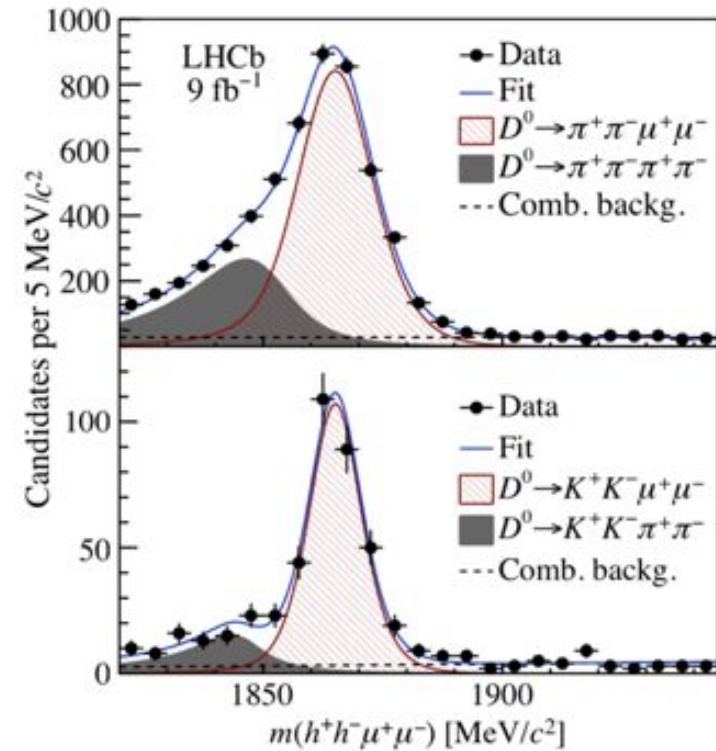 1000
800
600
400
200
LHCb
9 fb⁻¹
Data
Fit
D⁰→π⁺π⁻μ⁺μ⁻
D⁰→π⁺π⁻π⁺π⁻
Comb. backg.
Candidates per 5 MeV/c²
100
50
0
Data
Fit
D⁰→K⁺K⁻μ⁺μ⁻
D⁰→K⁺K⁻π⁺π⁻
Comb. backg.
1850
1900
m(h⁺h⁻μ⁺μ⁻) [MeV/c²]